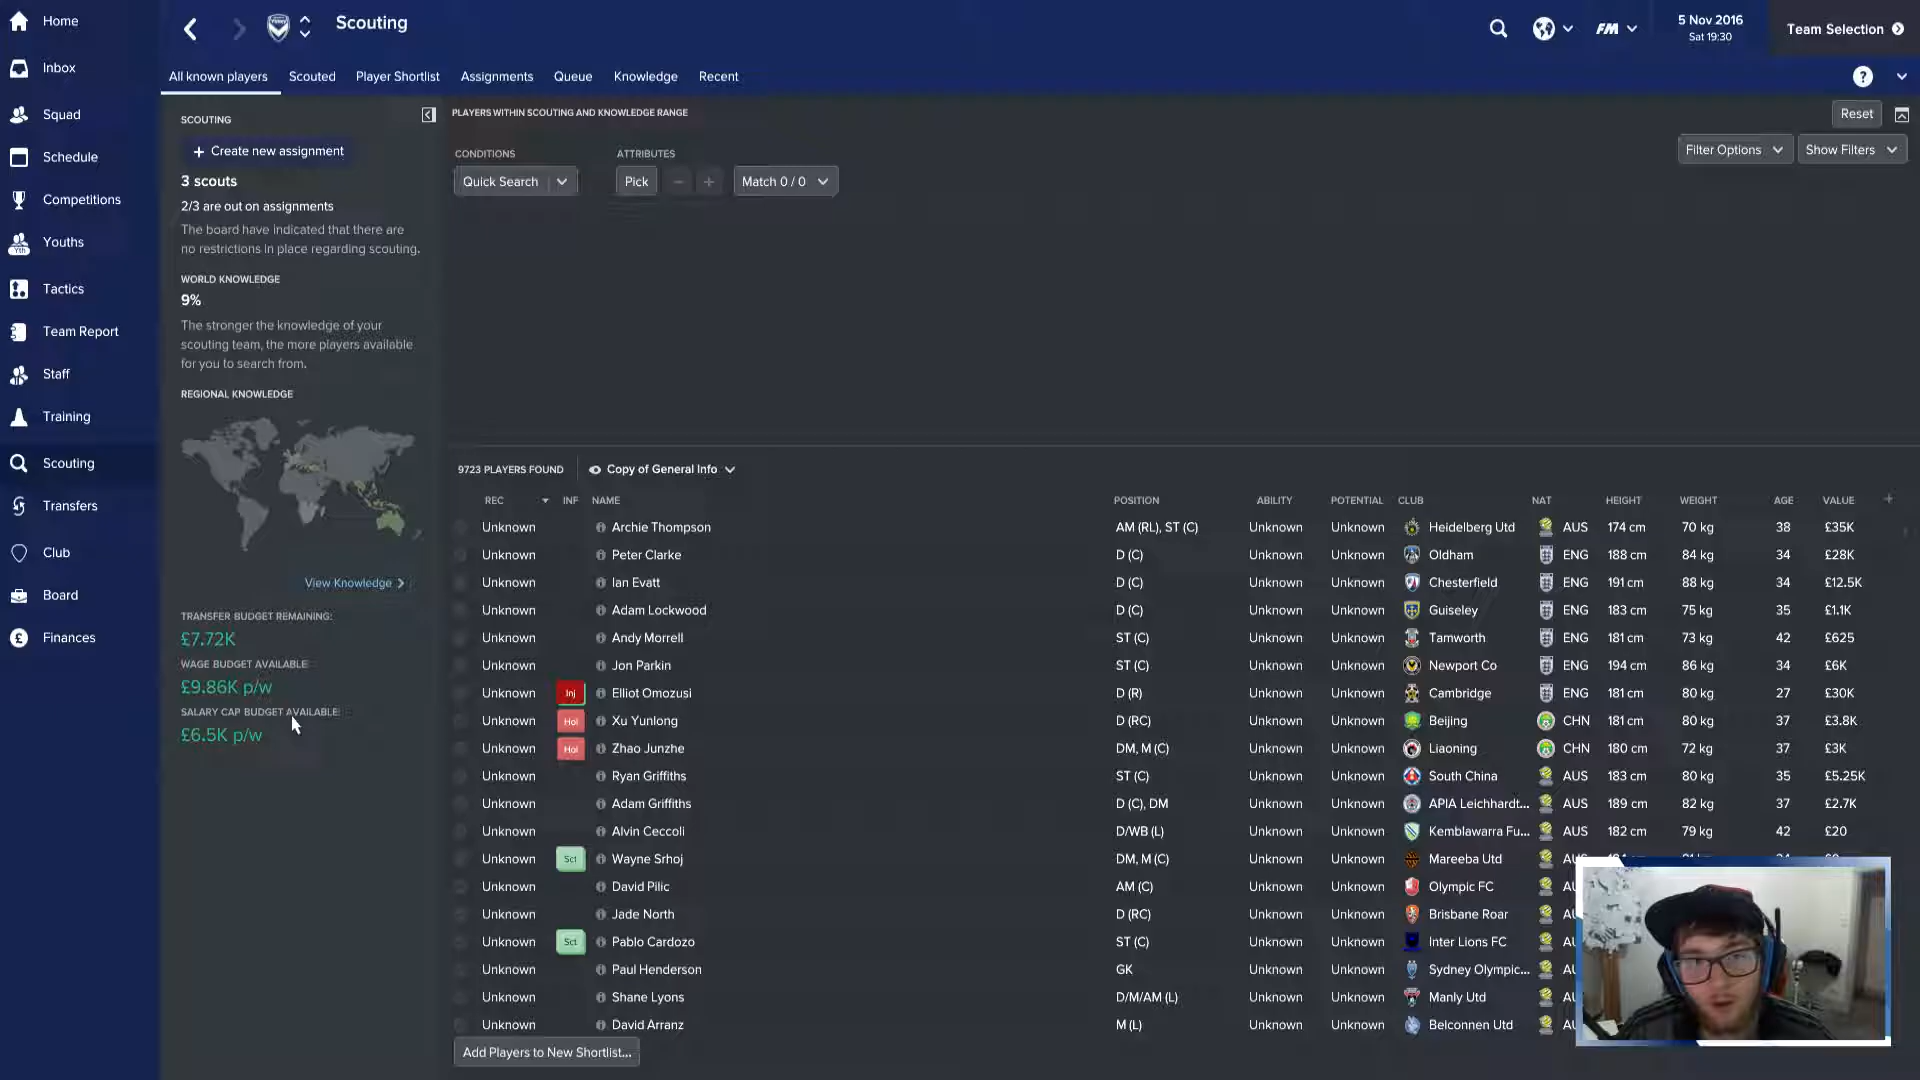 Home
Inbox
Squad
Schedule
Competitions
Youths
Tactics
Team Report
Staff
Training
Scouting
Transfers
Club
Board
Finances
Scouting
FM
5 Nov 2016
Sat 19:30
Team Selection
All known players Scouted Player Shortlist Assignments Queue Knowledge Recent
?
SCOUTING
+ Create new assignment
3 scouts
2/3 are out on assignments
The board have indicated that there are
no restrictions in place regarding scouting.
WORLD KNOWLEDGE
9%
The stronger the knowledge of your
scouting team, the more players available
for you to search from.
REGIONAL KNOWLEDGE
View Knowledge >
TRANSFER BUDGET REMAINING:
£7.72K
WAGE BUDGET AVAILABLE:
£9.86K p/w
SALARY CAP BUDGET AVAILABLE:
£6.5K p/w
PLAYERS WITHIN SCOUTING AND KNOWLEDGE RANGE
Reset
CONDITIONS ATTRIBUTES
Quick Search Pick - + Match 0 / 0
Filter Options Show Filters
9723 PLAYERS FOUND Copy of General Info
REC INF NAME POSITION ABILITY POTENTIAL CLUB NAT HEIGHT WEIGHT AGE VALUE +
Unknown Archie Thompson AM (RL), ST (C) Unknown Unknown Heidelberg Utd AUS 174 cm 70 kg 38 £35K
Unknown Peter Clarke D (C) Unknown Unknown Oldham ENG 188 cm 84 kg 34 £28K
Unknown Ian Evatt D (C) Unknown Unknown Chesterfield ENG 191 cm 88 kg 34 £12.5K
Unknown Adam Lockwood D (C) Unknown Unknown Guiseley ENG 183 cm 75 kg 35 £1.1K
Unknown Andy Morrell ST (C) Unknown Unknown Tamworth ENG 181 cm 73 kg 42 £625
Unknown Jon Parkin ST (C) Unknown Unknown Newport Co ENG 194 cm 86 kg 34 £6K
Unknown Inj Elliot Omozusi D (R) Unknown Unknown Cambridge ENG 181 cm 80 kg 27 £30K
Unknown Hol Xu Yunlong D (RC) Unknown Unknown Beijing CHN 181 cm 80 kg 37 £3.8K
Unknown Hol Zhao Junzhe DM, M (C) Unknown Unknown Liaoning CHN 180 cm 72 kg 37 £3K
Unknown Ryan Griffiths ST (C) Unknown Unknown South China AUS 183 cm 80 kg 35 £5.25K
Unknown Adam Griffiths D (C), DM Unknown Unknown APIA Leichhardt... AUS 189 cm 82 kg 37 £2.7K
Unknown Alvin Ceccoli D/WB (L) Unknown Unknown Kemblawarra Fu... AUS 182 cm 79 kg 42 £20
Unknown Sct Wayne Srhoj DM, M (C) Unknown Unknown Mareeba Utd
Unknown David Pilic AM (C) Unknown Unknown Olympic FC
Unknown Jade North D (RC) Unknown Unknown Brisbane Roar
Unknown Sct Pablo Cardozo ST (C) Unknown Unknown Inter Lions FC
Unknown Paul Henderson GK Unknown Unknown Sydney Olympic...
Unknown Shane Lyons D/M/AM (L) Unknown Unknown Manly Utd
Unknown David Arranz M (L) Unknown Unknown Belconnen Utd
Add Players to New Shortlist...